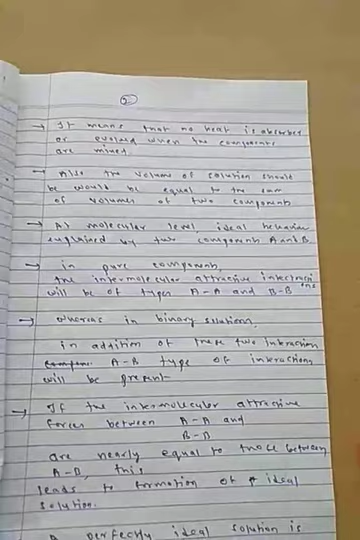 ②
→ It means that no heat is absorbed
or evolved when the components
are mixed.
→ Also the volume of solution should
be would be equal to the sum
of volumes of two components
→ At molecular level, ideal behavior
explained by two components A and B.
→ in pure component,
the intermolecular attractive interactions
will be of types A-A and B-B
→ whereas in binary solutions,
in addition of these two interaction
A-B type of interactions
will be present
→ If the intermolecular attractive
forces between A-A and
B-B
are nearly equal to those between
A-B, this
leads to formation of ideal
solution.
perfectly ideal solution is